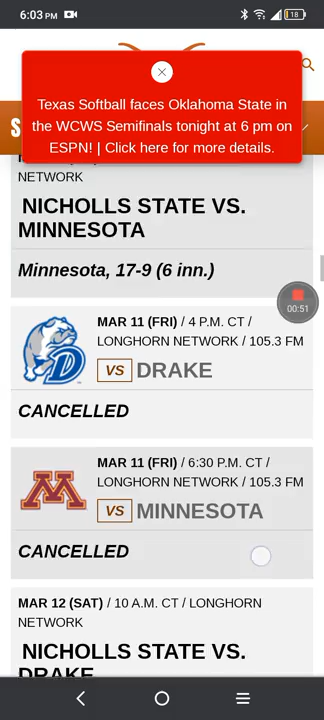 6:03 PM
18
Texas Softball faces Oklahoma State in
the WCWS Semifinals tonight at 6 pm on
ESPN! | Click here for more details.
S
NETWORK
NICHOLLS STATE VS.
MINNESOTA
Minnesota, 17-9 (6 inn.)
00:51
MAR 11 (FRI) / 4 P.M. CT /
LONGHORN NETWORK / 105.3 FM
VS DRAKE
CANCELLED
MAR 11 (FRI) / 6:30 P.M. CT /
LONGHORN NETWORK / 105.3 FM
VS MINNESOTA
CANCELLED
MAR 12 (SAT) / 10 A.M. CT / LONGHORN
NETWORK
NICHOLLS STATE VS.
DRAKE